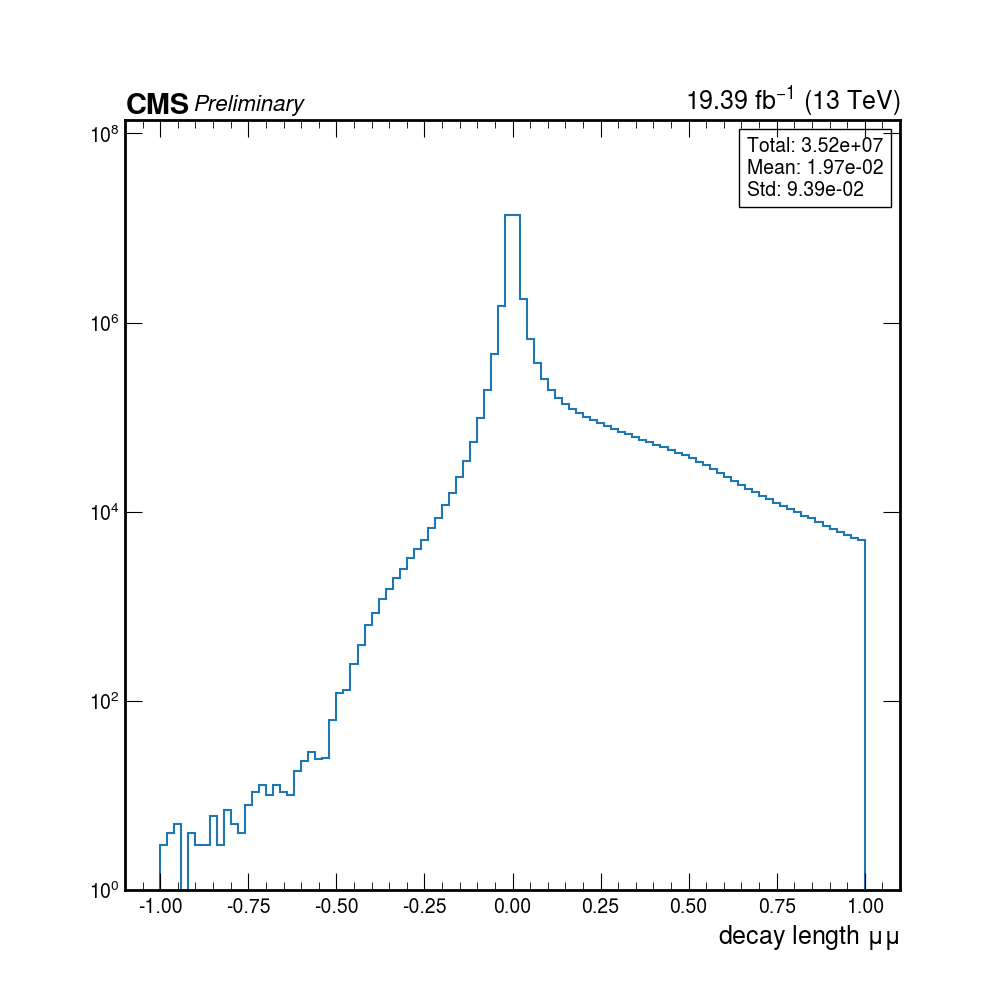 CMS Preliminary
19.39 fb⁻¹ (13 TeV)
Total: 3.52e+07
Mean: 1.97e-02
Std: 9.39e-02
10⁸
10⁶
10⁴
10²
10⁰
-1.00 -0.75 -0.50 -0.25 0.00 0.25 0.50 0.75 1.00
decay length μμ